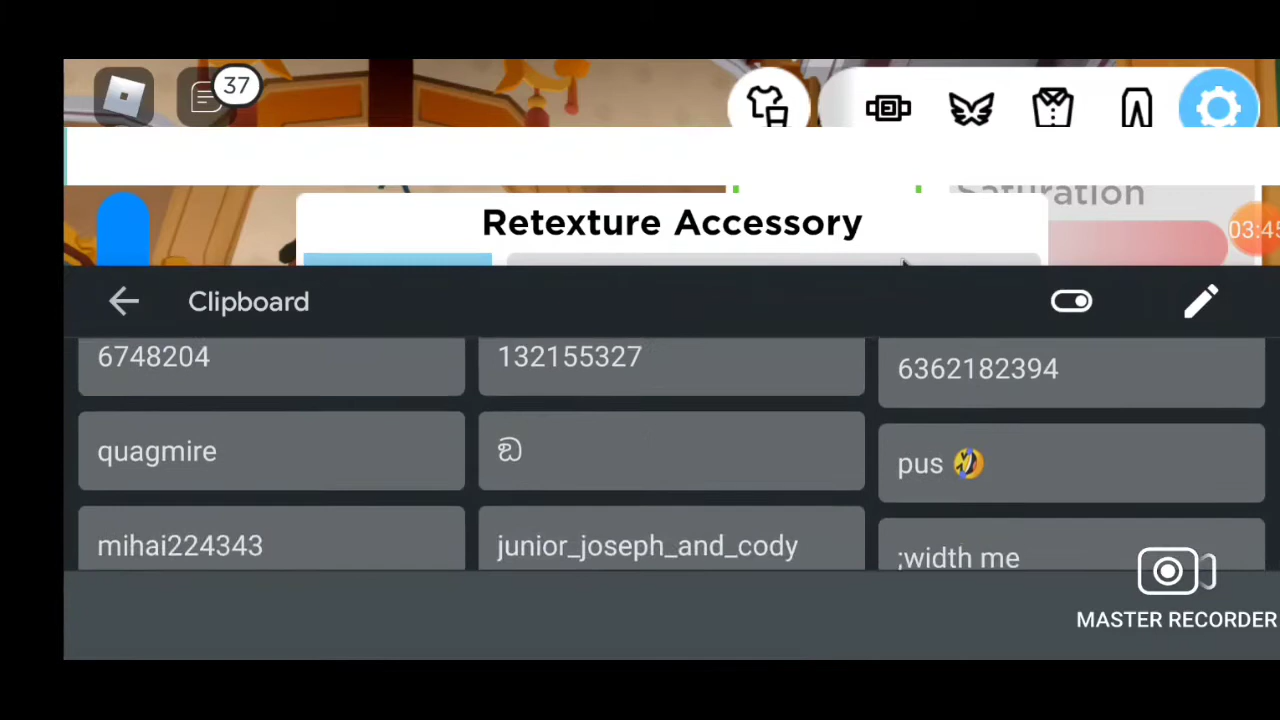 37
Saturation
Retexture Accessory
03:45
Clipboard
6748204
132155327
6362182394
quagmire
ඩ
pus 🤣
mihai224343
junior_joseph_and_cody
;width me
MASTER RECORDER